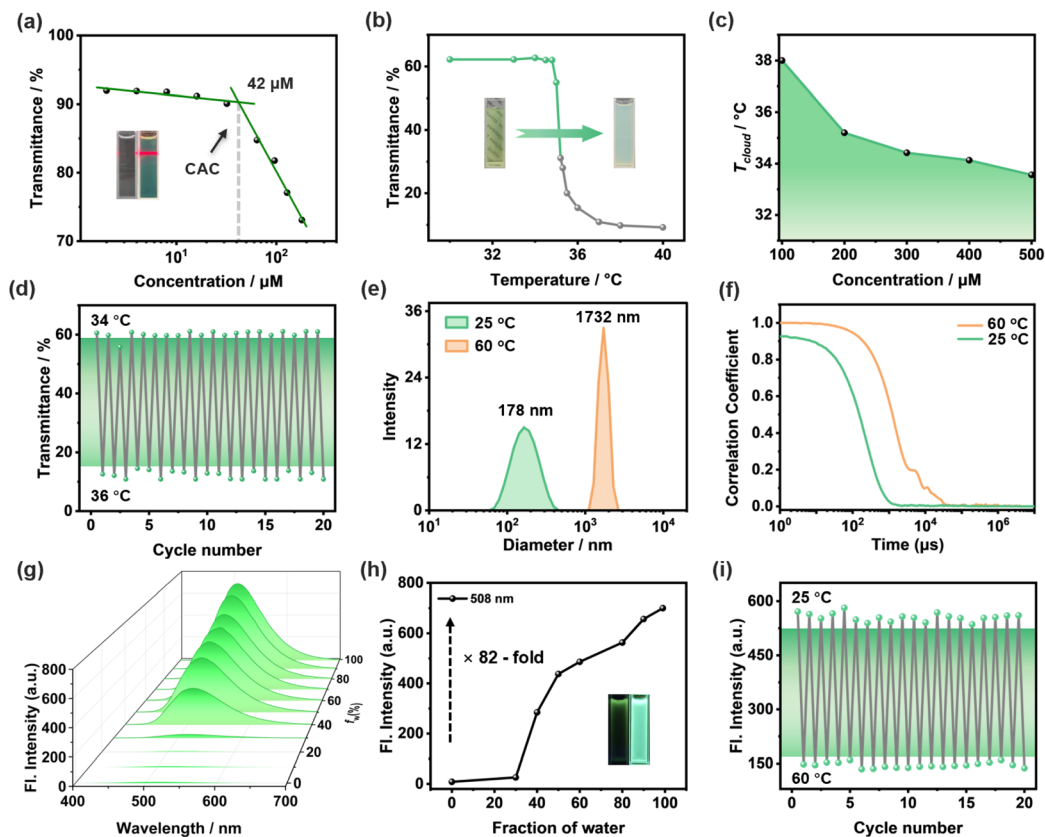 (a)
Transmittance / %
100
90
80
70
42 µM
CAC
10¹
10²
Concentration / µM
(b)
Transmittance / %
80
60
40
20
0
32
36
40
Temperature / °C
(c)
T_cloud / °C
38
36
34
32
100
200
300
400
500
Concentration / µM
(d)
Transmittance / %
34 °C
60
40
20
0
36 °C
0
5
10
15
20
Cycle number
(e)
25 °C
60 °C
1732 nm
178 nm
Intensity
36
24
12
0
10¹
10²
10³
10⁴
Diameter / nm
(f)
60 °C
25 °C
Correlation Coefficient
1.0
0.8
0.6
0.4
0.2
0.0
10⁰
10²
10⁴
10⁶
Time (µs)
(g)
Fl. Intensity (a.u.)
800
700
600
500
400
300
200
100
0
400
500
600
700
Wavelength / nm
0
20
40
60
80
100
f_w(%)
(h)
508 nm
× 82 - fold
Fl. Intensity (a.u.)
800
600
400
200
0
0
20
40
60
80
100
Fraction of water
(i)
25 °C
Fl. Intensity (a.u.)
600
450
300
150
60 °C
0
5
10
15
20
Cycle number